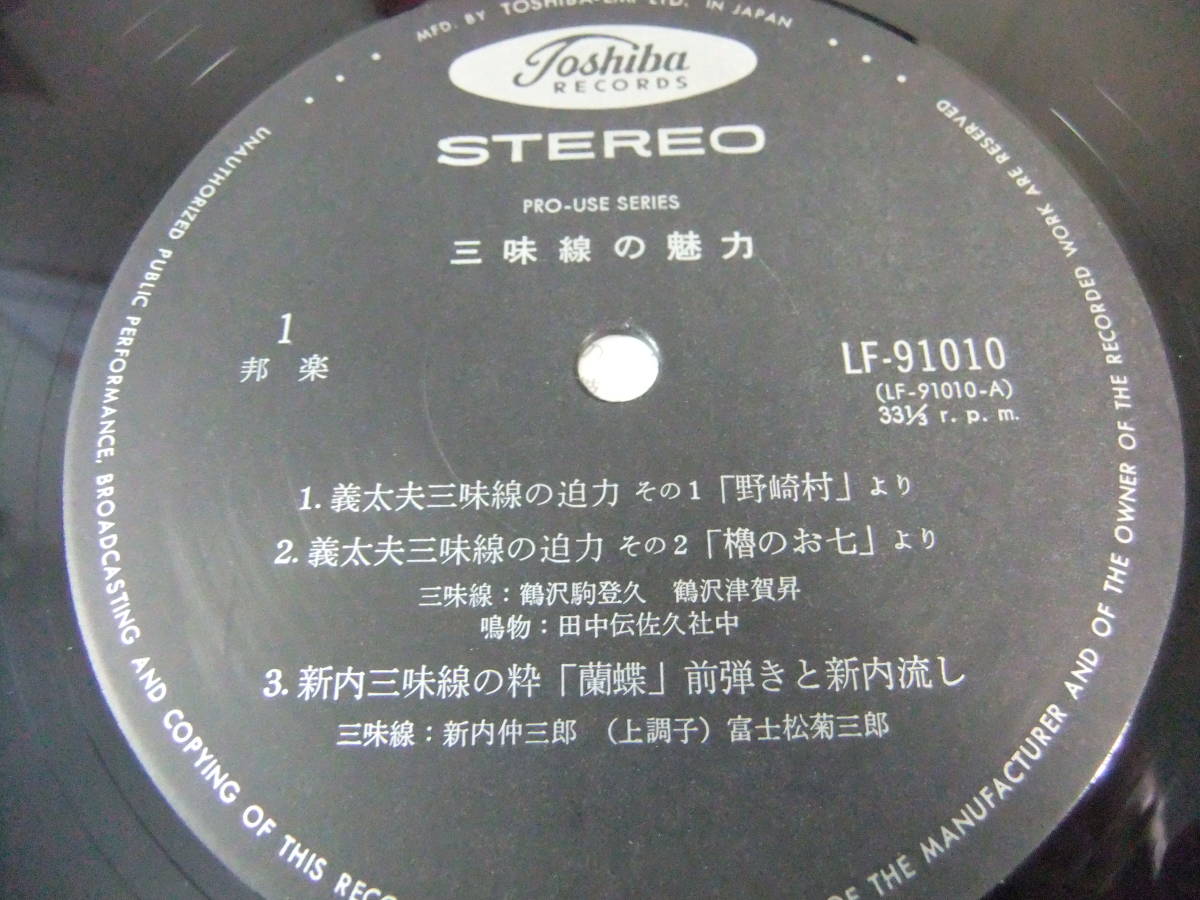 MFD. BY TOSHIBA-EMI LTD. IN JAPAN
Toshiba
RECORDS
STEREO
PRO-USE SERIES
三味線の魅力
1
邦楽
LF-91010
(LF-91010-A)
33⅓ r. p. m.
1. 義太夫三味線の迫力 その1「野崎村」より
2. 義太夫三味線の迫力 その2「櫓のお七」より
三味線：鶴沢駒登久 鶴沢津賀昇
鳴物：田中伝佐久社中
3. 新内三味線の粋「蘭蝶」前弾きと新内流し
三味線：新内仲三郎 （上調子）富士松菊三郎
UNAUTHORIZED PUBLIC PERFORMANCE, BROADCASTING AND COPYING OF THIS
OF THE MANUFACTURER AND OF THE OWNER OF THE RECORDED WORK ARE RESERVED